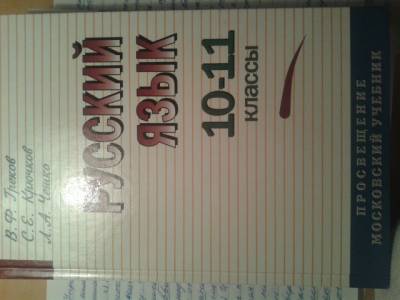 В. Ф. Греков
С. Е. Крючков
Л. А. Чешко
РУССКИЙ
ЯЗЫК
10-11
классы
ПРОСВЕЩЕНИЕ
МОСКОВСКИЙ УЧЕБНИК